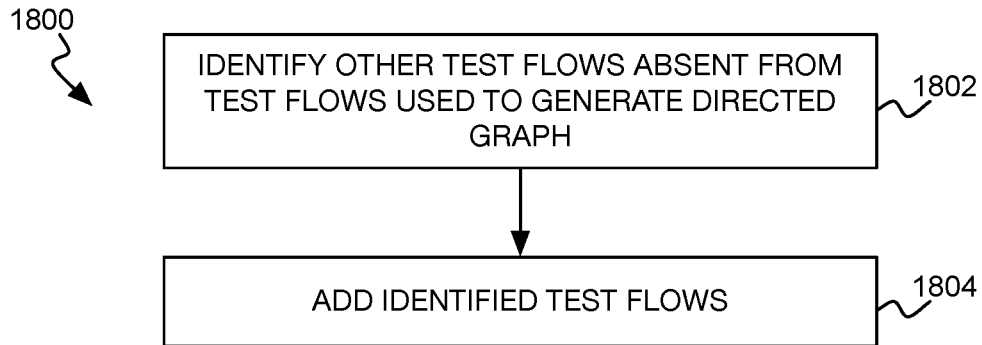 1800
IDENTIFY OTHER TEST FLOWS ABSENT FROM
TEST FLOWS USED TO GENERATE DIRECTED
GRAPH
1802
ADD IDENTIFIED TEST FLOWS
1804